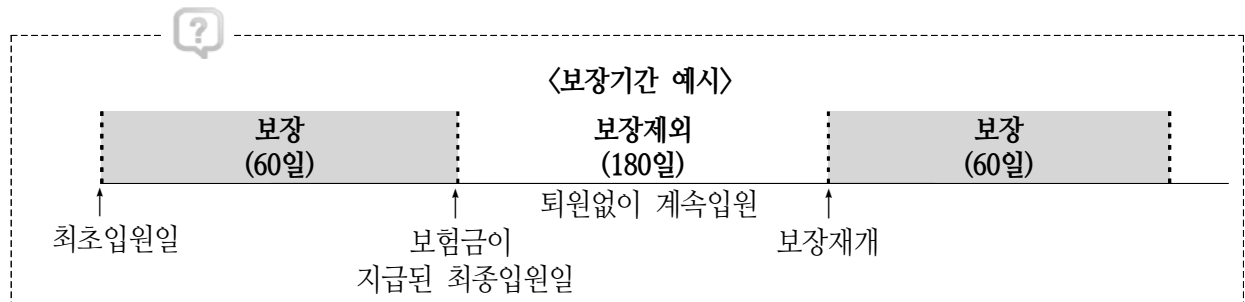 ?
〈보장기간 예시〉
보장 보장제외 보장
(60일) (180일) (60일)
퇴원없이 계속입원
최초입원일 보험금이 보장재개
지급된 최종입원일